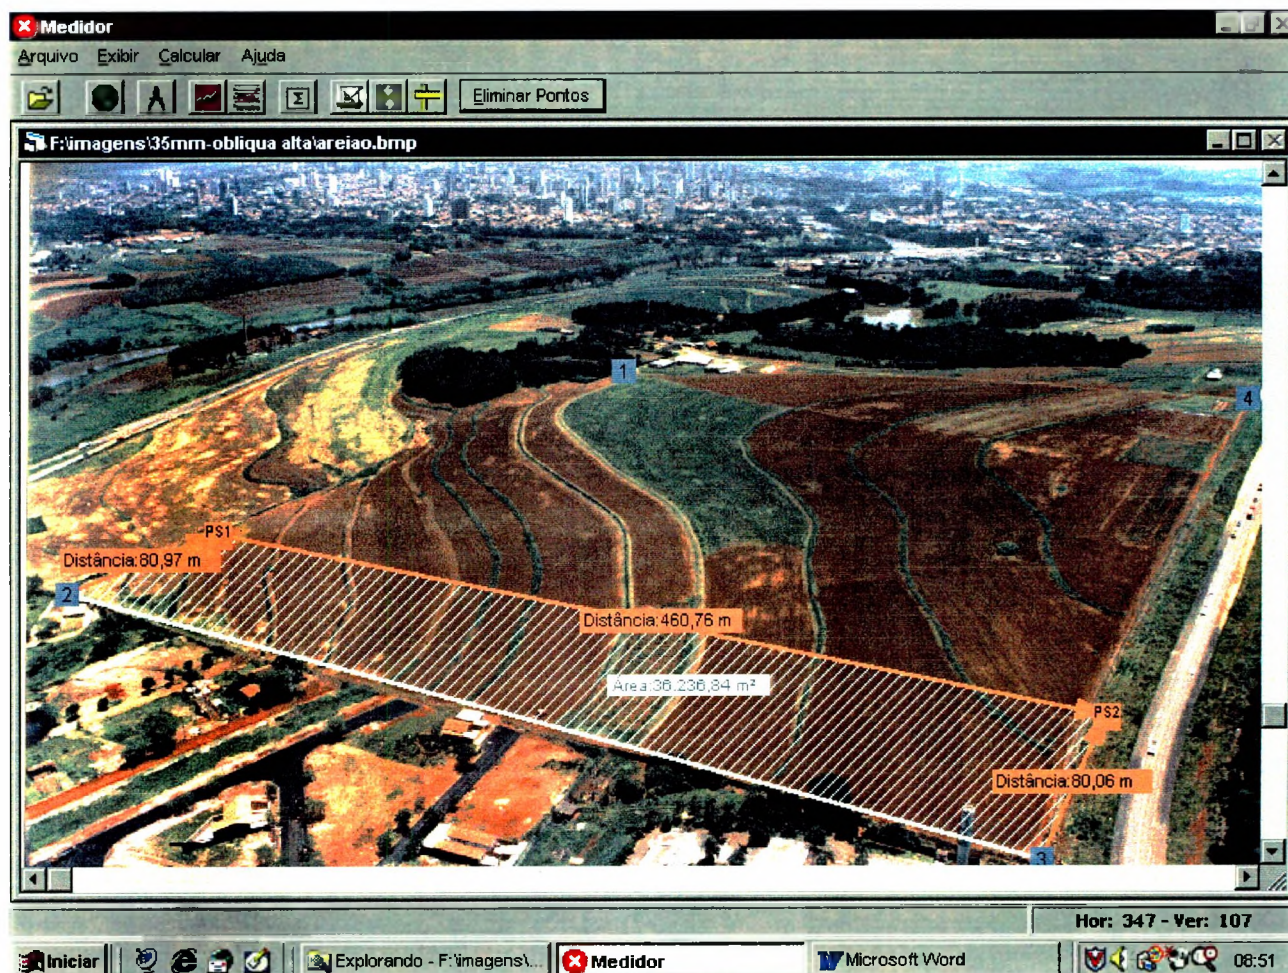 Medidor
Arquivo Exibir Calcular Ajuda
Σ Eliminar Pontos
F:\imagens\35mm-obliqua alta\areiao.bmp
1
4
PS1
Distância:80,97 m
2
Distância:460,76 m
Área:36.236,84 m²
PS2
Distância:80,06 m
3
Hor: 347 - Ver: 107
Iniciar Explorando - F:\imagens\... Medidor Microsoft Word 08:51